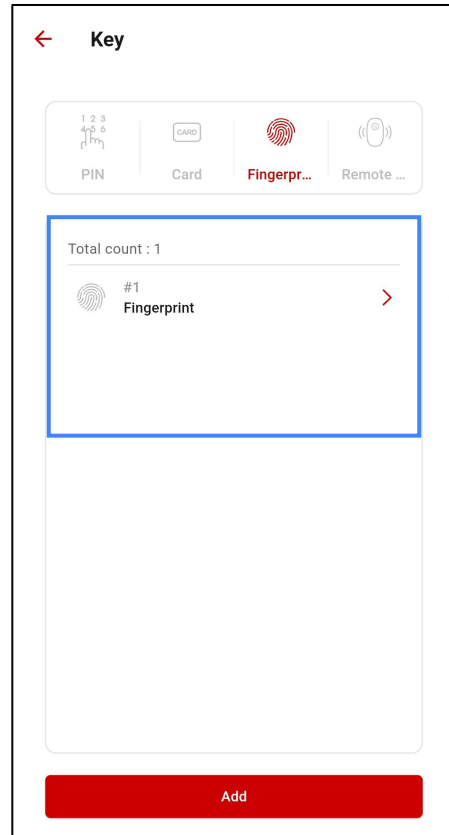 Key
1 2 3
4 5 6
CARD
PIN
Card
Fingerpr...
Remote ...
Total count : 1
#1
Fingerprint
Add